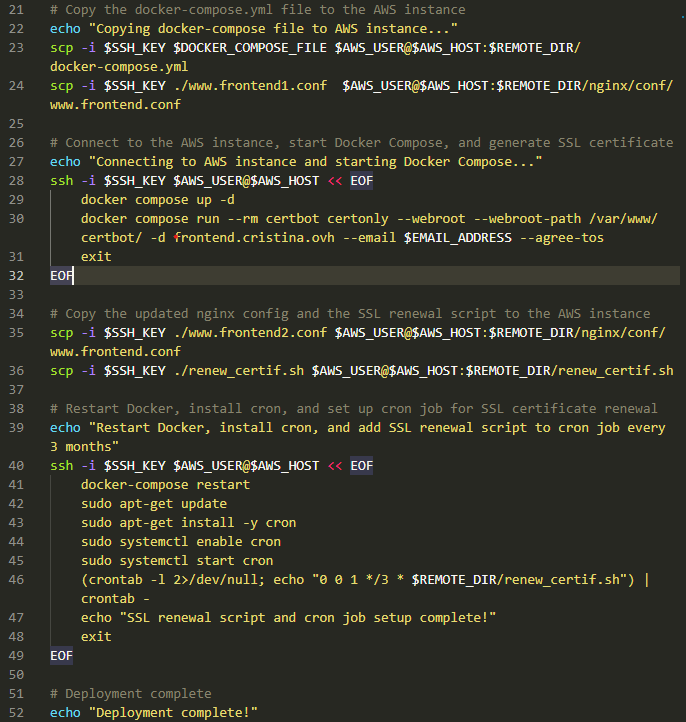 21 # Copy the docker-compose.yml file to the AWS instance
22 echo "Copying docker-compose file to AWS instance..."
23 scp -i $SSH_KEY $DOCKER_COMPOSE_FILE $AWS_USER@$AWS_HOST:$REMOTE_DIR/
docker-compose.yml
24 scp -i $SSH_KEY ./www.frontend1.conf  $AWS_USER@$AWS_HOST:$REMOTE_DIR/nginx/conf/
www.frontend.conf
25
26 # Connect to the AWS instance, start Docker Compose, and generate SSL certificate
27 echo "Connecting to AWS instance and starting Docker Compose..."
28 ssh -i $SSH_KEY $AWS_USER@$AWS_HOST << EOF
29     docker compose up -d
30     docker compose run --rm certbot certonly --webroot --webroot-path /var/www/
    certbot/ -d frontend.cristina.ovh --email $EMAIL_ADDRESS --agree-tos
31     exit
32 EOF
33
34 # Copy the updated nginx config and the SSL renewal script to the AWS instance
35 scp -i $SSH_KEY ./www.frontend2.conf $AWS_USER@$AWS_HOST:$REMOTE_DIR/nginx/conf/
www.frontend.conf
36 scp -i $SSH_KEY ./renew_certif.sh $AWS_USER@$AWS_HOST:$REMOTE_DIR/renew_certif.sh
37
38 # Restart Docker, install cron, and set up cron job for SSL certificate renewal
39 echo "Restart Docker, install cron, and add SSL renewal script to cron job every
3 months"
40 ssh -i $SSH_KEY $AWS_USER@$AWS_HOST << EOF
41     docker-compose restart
42     sudo apt-get update
43     sudo apt-get install -y cron
44     sudo systemctl enable cron
45     sudo systemctl start cron
46     (crontab -l 2>/dev/null; echo "0 0 1 */3 * $REMOTE_DIR/renew_certif.sh") |
    crontab -
47     echo "SSL renewal script and cron job setup complete!"
48     exit
49 EOF
50
51 # Deployment complete
52 echo "Deployment complete!"